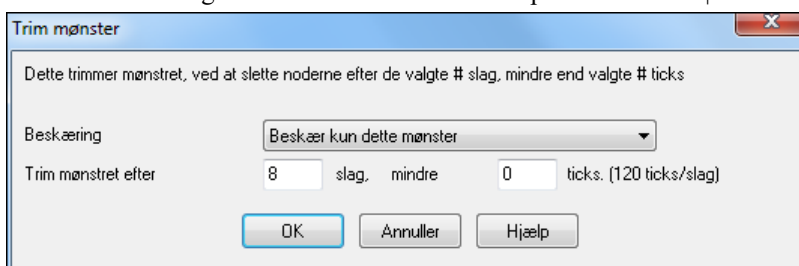 Trim mønster
Dette trimmer mønstret, ved at slette noderne efter de valgte # slag, mindre end valgte # ticks
Beskæring Beskær kun dette mønster
Trim mønstret efter 8 slag, mindre 0 ticks. (120 ticks/slag)
OK Annuller Hjælp